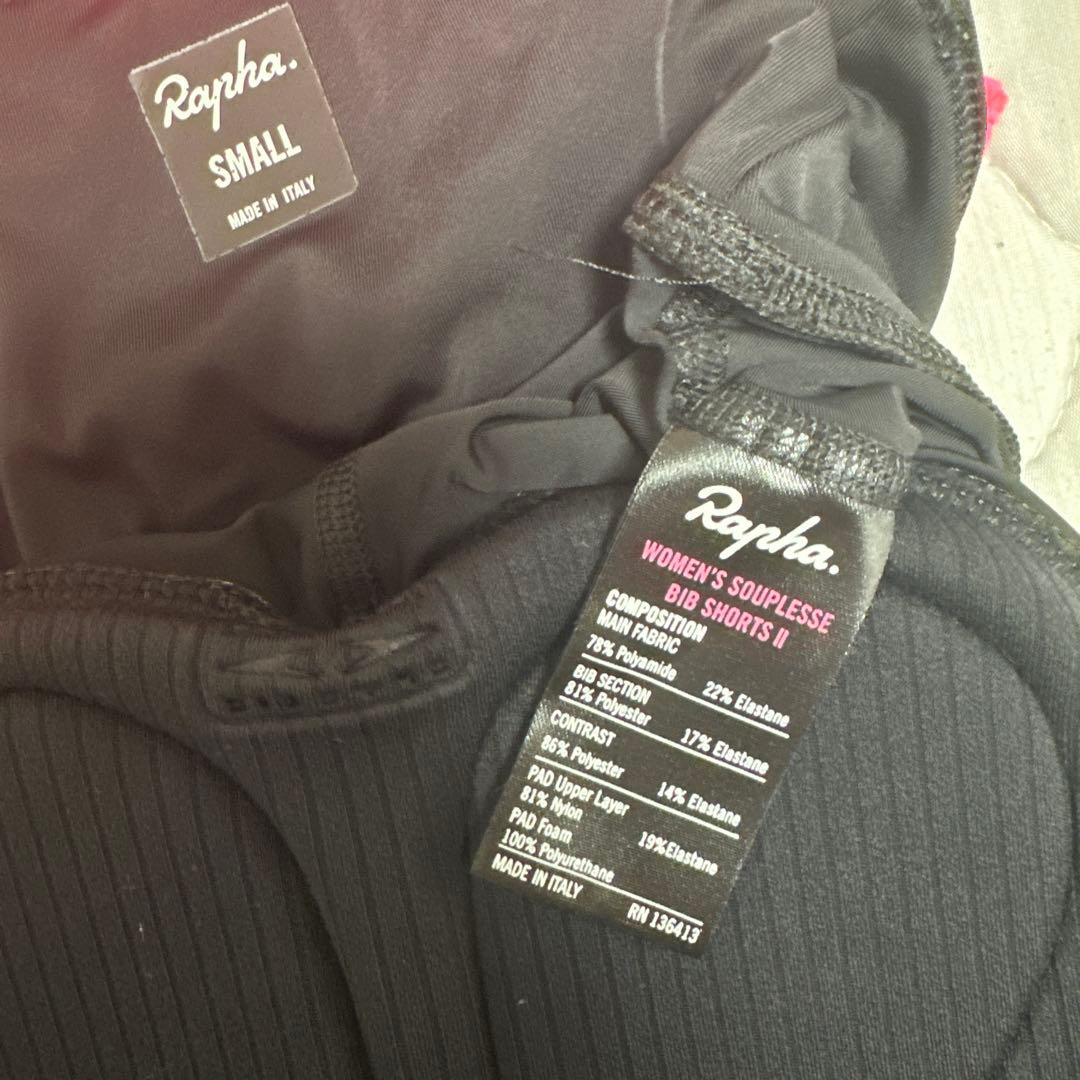 Rapha.
SMALL
MADE IN ITALY
Rapha.
WOMEN'S SOUPLESSE
BIB SHORTS II
COMPOSITION
MAIN FABRIC
78% Polyamide 22% Elastane
BIB SECTION
81% Polyester 17% Elastane
CONTRAST
86% Polyester 14% Elastane
PAD Upper Layer
81% Nylon 19%Elastane
PAD Foam
100% Polyurethane
MADE IN ITALY
RN 136413